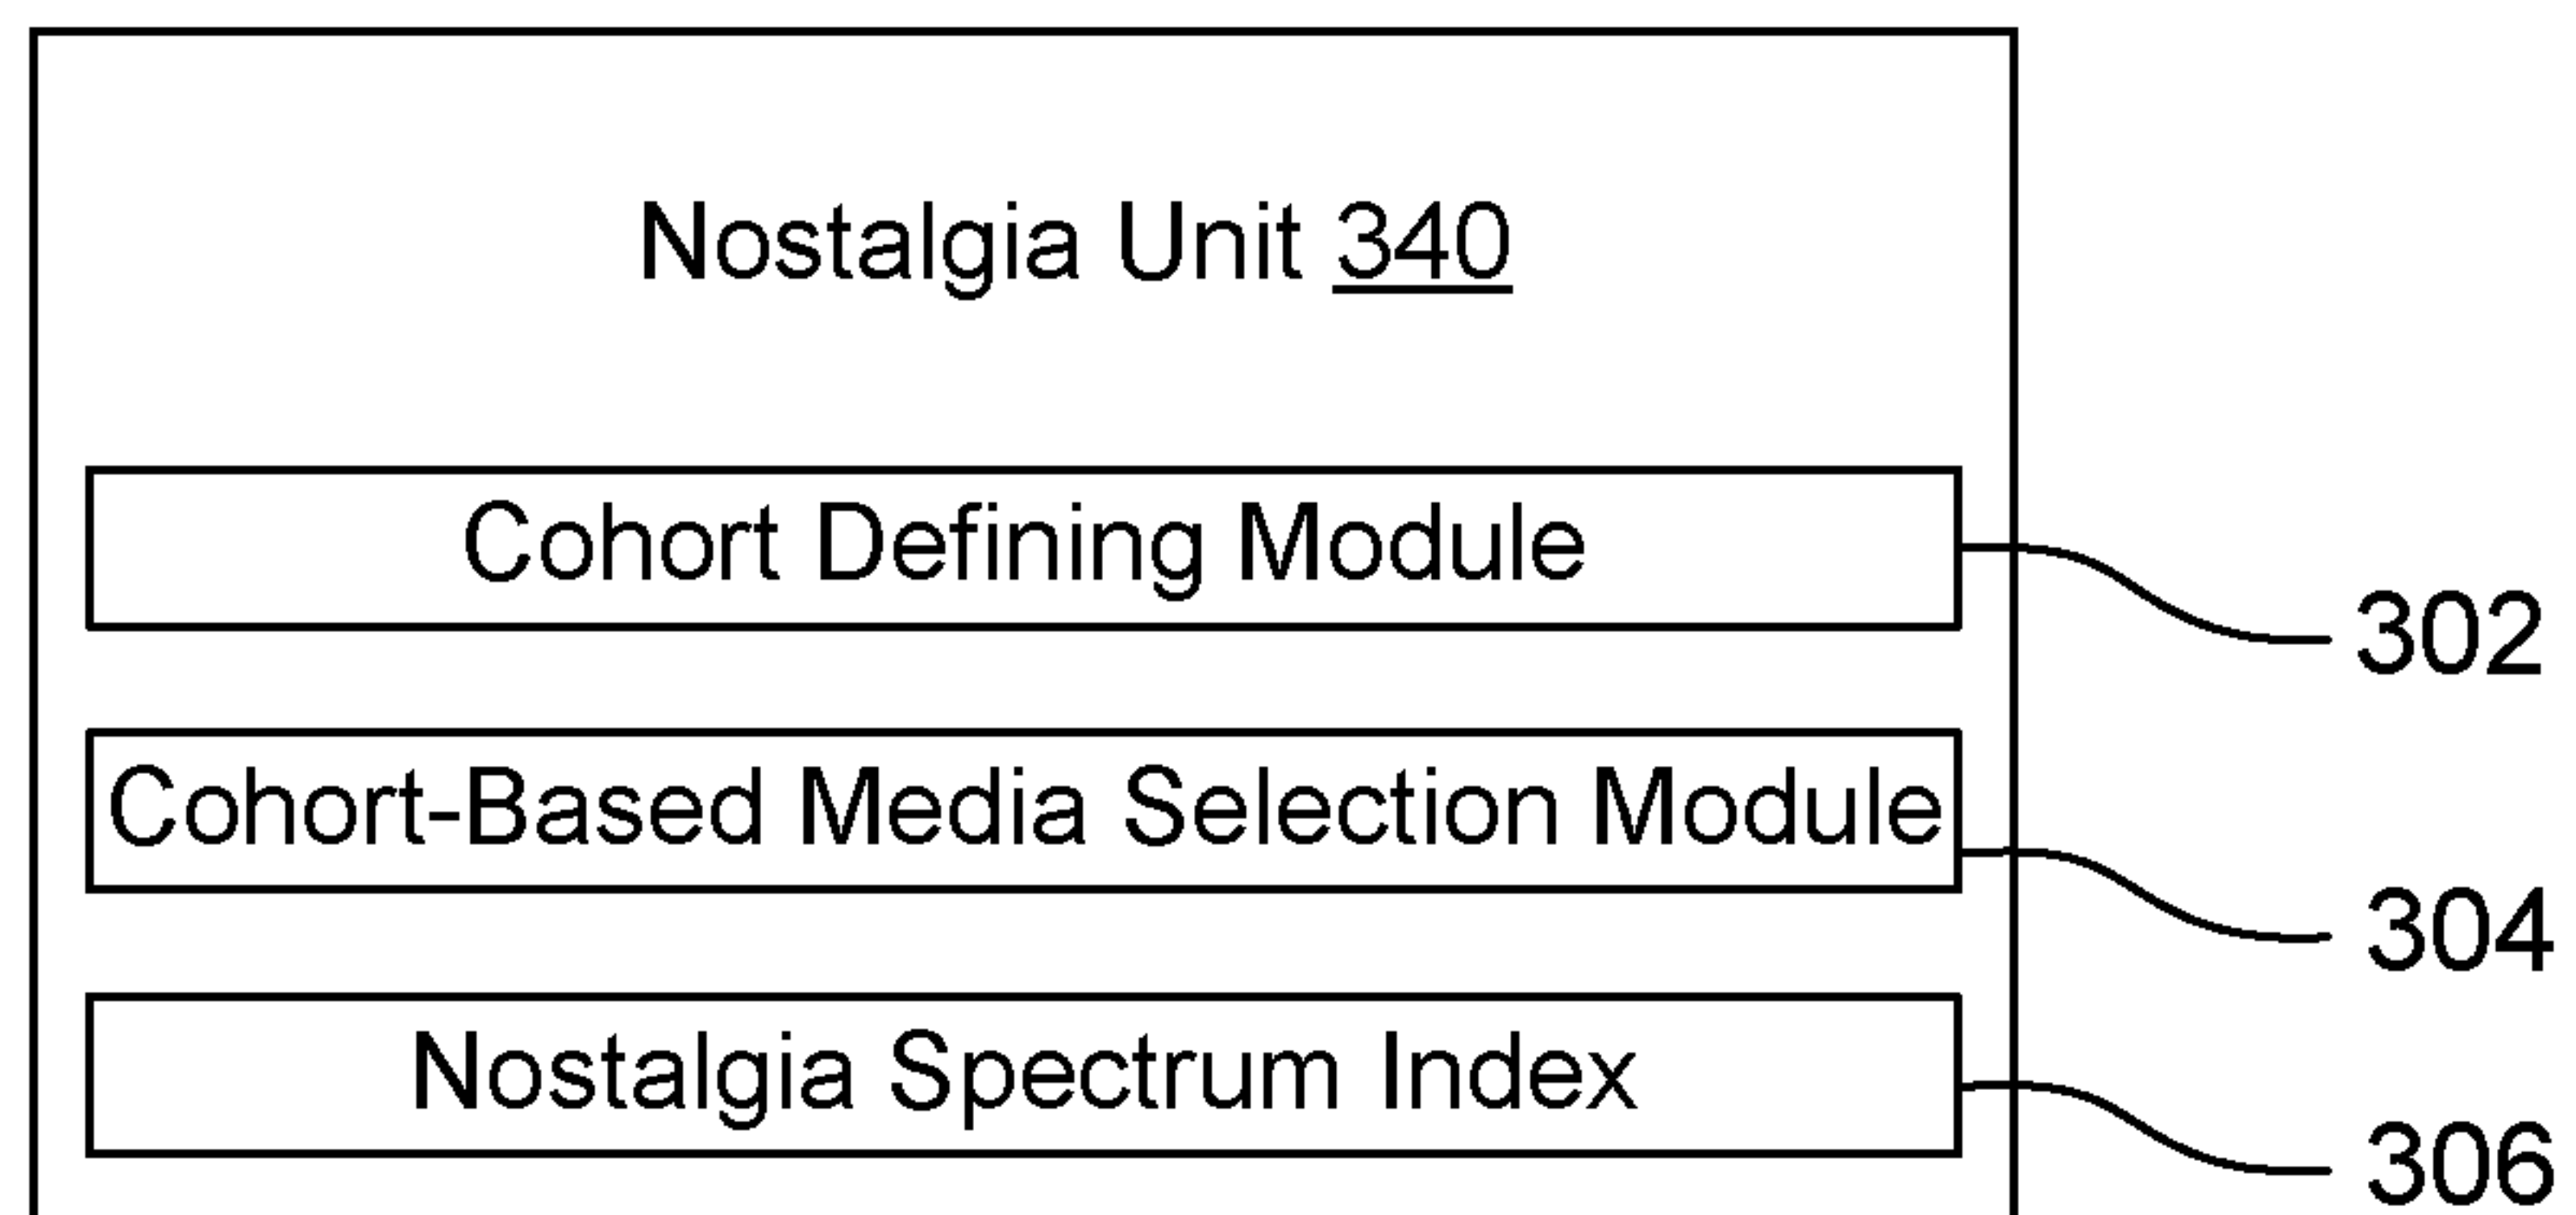 Nostalgia Unit 340
Cohort Defining Module
302
Cohort-Based Media Selection Module
304
Nostalgia Spectrum Index
306